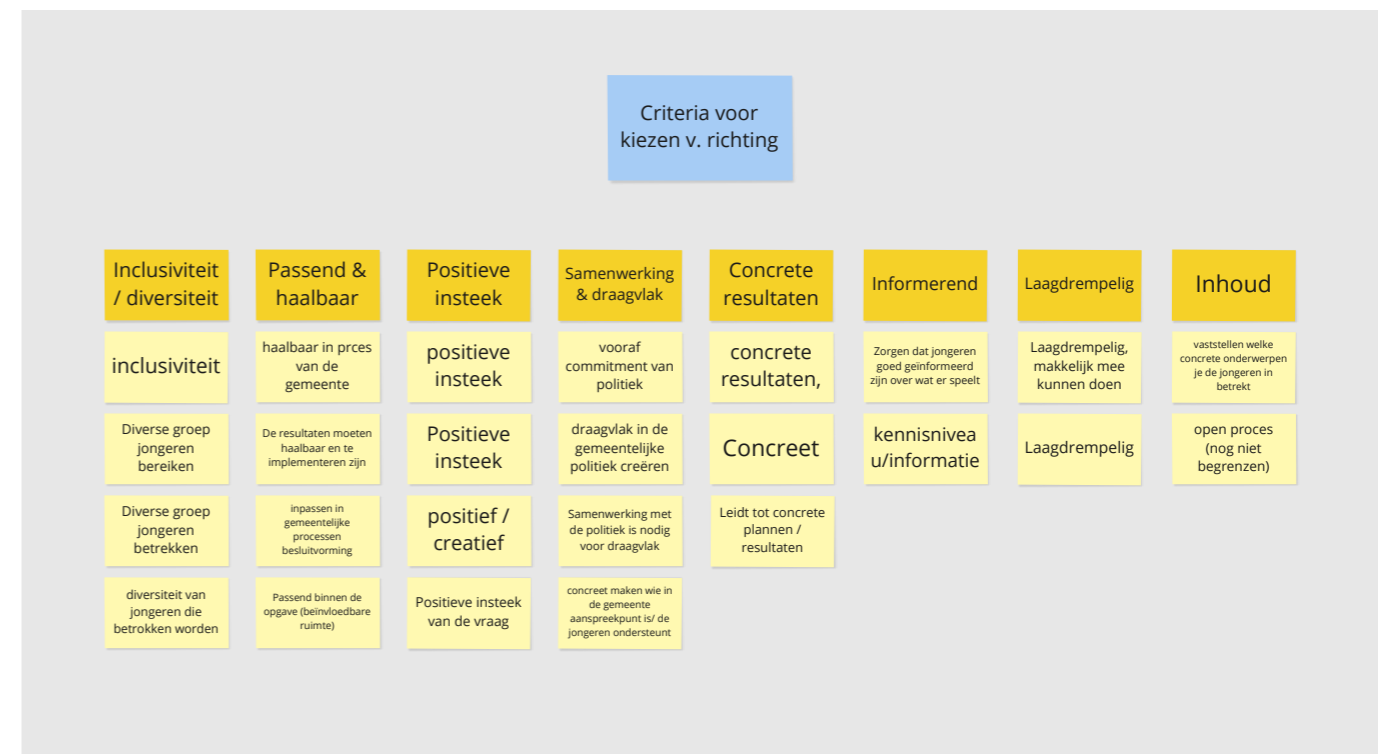 Criteria voor
kiezen v. richting
Inclusiviteit
/ diversiteit
Passend &
haalbaar
Positieve
insteek
Samenwerking
& draagvlak
Concrete
resultaten
Informerend
Laagdrempelig
Inhoud
inclusiviteit
haalbaar in prces
van de
gemeente
positieve
insteek
vooraf
commitment van
politiek
concrete
resultaten,
Zorgen dat jongeren
goed geïnformeerd
zijn over wat er speelt
Laagdrempelig,
makkelijk mee
kunnen doen
vaststellen welke
concrete onderwerpen
je de jongeren in
betrekt
Diverse groep
jongeren
bereiken
De resultaten moeten
haalbaar en te
implementeren zijn
Positieve
insteek
draagvlak in de
gemeentelijke
politiek creëren
Concreet
kennisnivea
u/informatie
Laagdrempelig
open proces
(nog niet
begrenzen)
Diverse groep
jongeren
betrekken
inpassen in
gemeentelijke
processen
besluitvorming
positief /
creatief
Samenwerking met
de politiek is nodig
voor draagvlak
Leidt tot concrete
plannen /
resultaten
diversiteit van
jongeren die
betrokken worden
Passend binnen de
opgave (beïnvloedbare
ruimte)
Positieve insteek
van de vraag
concreet maken wie in
de gemeente
aanspreekpunt is/ de
jongeren ondersteunt